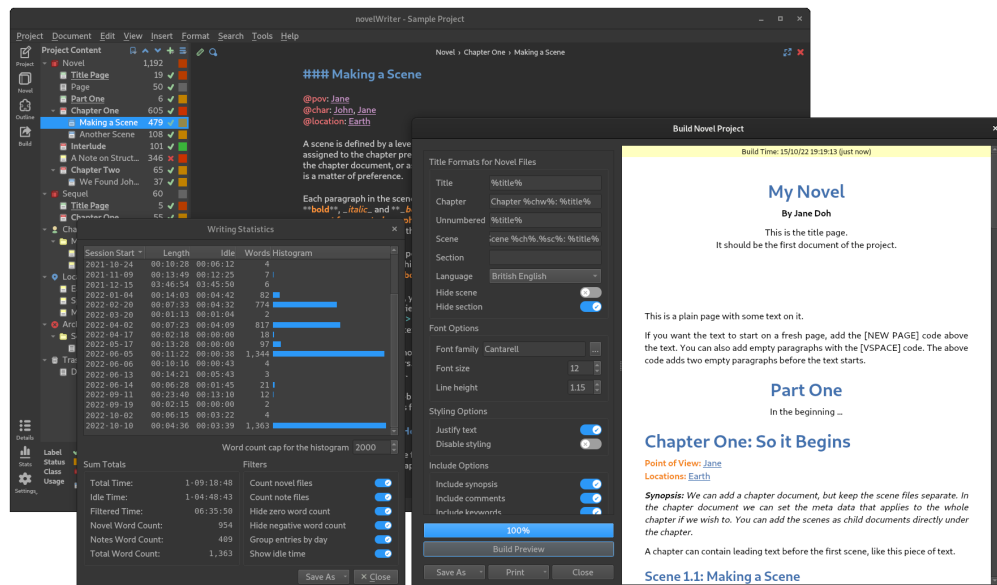 novelWriter - Sample Project
Project Document Edit View Insert Format Search Tools Help
Project
Novel
Outline
Build
Details
Stats
Settings
Project Content
Novel 1,192
Title Page 19
Page 50
Part One 6
Chapter One 605
Making a Scene 479
Another Scene 108
Interlude 101
A Note on Struct... 346
Chapter Two 65
We Found Joh... 37
Sequel 60
Title Page 5
Chapter One 55
Label
Status
Class
Usage
Novel › Chapter One › Making a Scene
### Making a Scene
@pov: Jane
@char: John, Jane
@location: Earth
A scene is defined by a leve
assigned to the chapter pre
the chapter document, or a
is a matter of preference.
Each paragraph in the scen
**bold**, _italic_ and **_b
Writing Statistics
Session Start Length Idle Words Histogram
2021-10-24 00:10:28 00:06:12 4
2021-11-09 00:13:49 00:12:25 7
2021-12-15 03:46:54 03:45:50 6
2022-01-04 00:14:03 00:04:42 82
2022-02-20 00:07:33 00:04:32 774
2022-03-20 00:01:13 00:01:04 2
2022-04-02 00:07:23 00:04:09 817
2022-04-17 00:02:18 00:00:00 18
2022-05-17 00:13:28 00:00:00 97
2022-06-05 00:11:22 00:00:38 1,344
2022-06-06 00:10:16 00:00:43 4
2022-06-13 00:14:21 00:05:43 3
2022-06-14 00:06:28 00:01:45 21
2022-09-11 00:23:40 00:13:10 12
2022-09-19 00:02:15 00:00:00 2
2022-10-02 00:06:15 00:03:22 4
2022-10-10 00:04:36 00:03:39 1,363
Word count cap for the histogram 2000
Sum Totals
Total Time: 1-09:18:48
Idle Time: 1-04:48:43
Filtered Time: 06:35:50
Novel Word Count: 954
Notes Word Count: 409
Total Word Count: 1,363
Filters
Count novel files
Count note files
Hide zero word count
Hide negative word count
Group entries by day
Show idle time
Save As
Close
Build Novel Project
Title Formats for Novel Files
Title %title%
Chapter Chapter %chw%: %title%
Unnumbered %title%
Scene Scene %ch%.%sc%: %title%
Section
Language British English
Hide scene
Hide section
Font Options
Font family Cantarell ...
Font size 12
Line height 1.15
Styling Options
Justify text
Disable styling
Include Options
Include synopsis
Include comments
Include keywords
100%
Build Preview
Save As Print Close
Build Time: 15/10/22 19:19:13 (just now)
My Novel
By Jane Doh
This is the title page.
It should be the first document of the project.
This is a plain page with some text on it.
If you want the text to start on a fresh page, add the [NEW PAGE] code above
the text. You can also add empty paragraphs with the [VSPACE] code. The above
code adds two empty paragraphs before the text starts.
Part One
In the beginning ...
Chapter One: So it Begins
Point of View: Jane
Locations: Earth
Synopsis: We can add a chapter document, but keep the scene files separate. In
the chapter document we can set the meta data that applies to the whole
chapter if we wish to. You can add the scenes as child documents directly under
the chapter.
A chapter can contain leading text before the first scene, like this piece of text.
Scene 1.1: Making a Scene